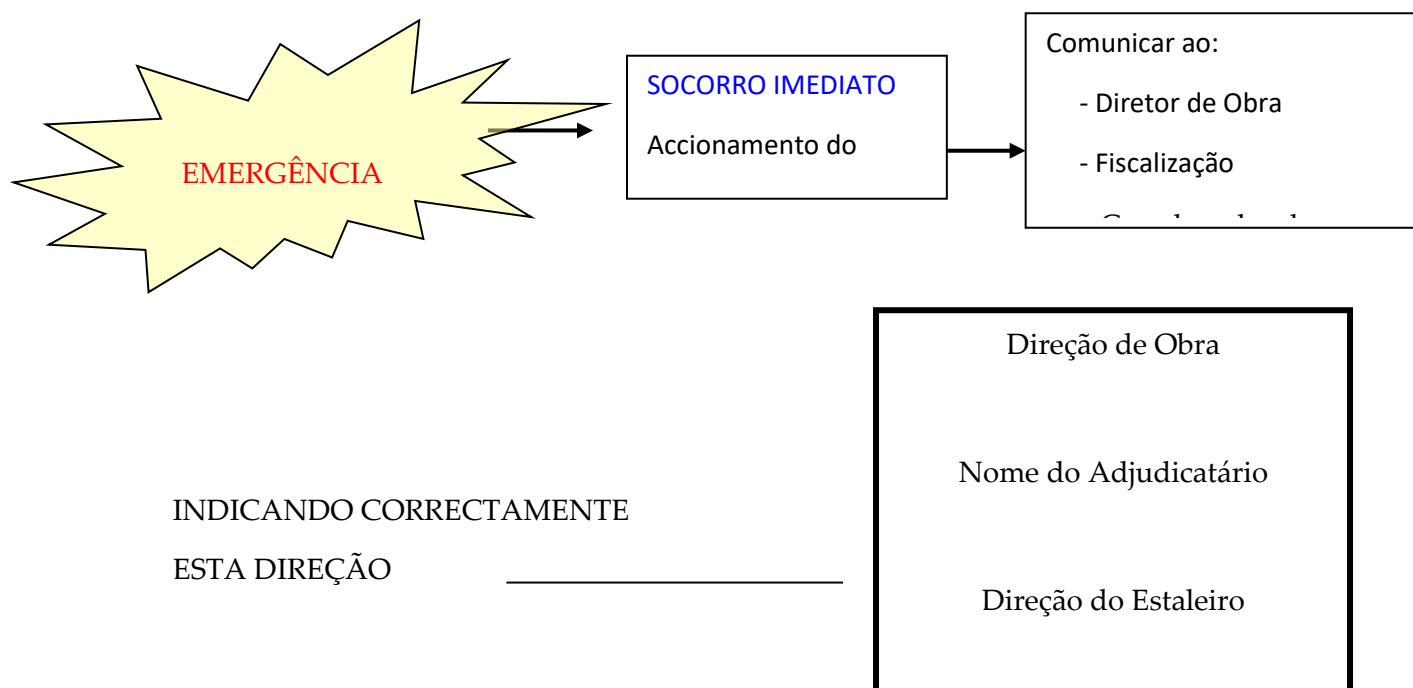 EMERGÊNCIA
SOCORRO IMEDIATO
Accionamento do
Comunicar ao:
- Diretor de Obra
- Fiscalização
Direção de Obra
Nome do Adjudicatário
INDICANDO CORRECTAMENTE
ESTA DIREÇÃO
Direção do Estaleiro